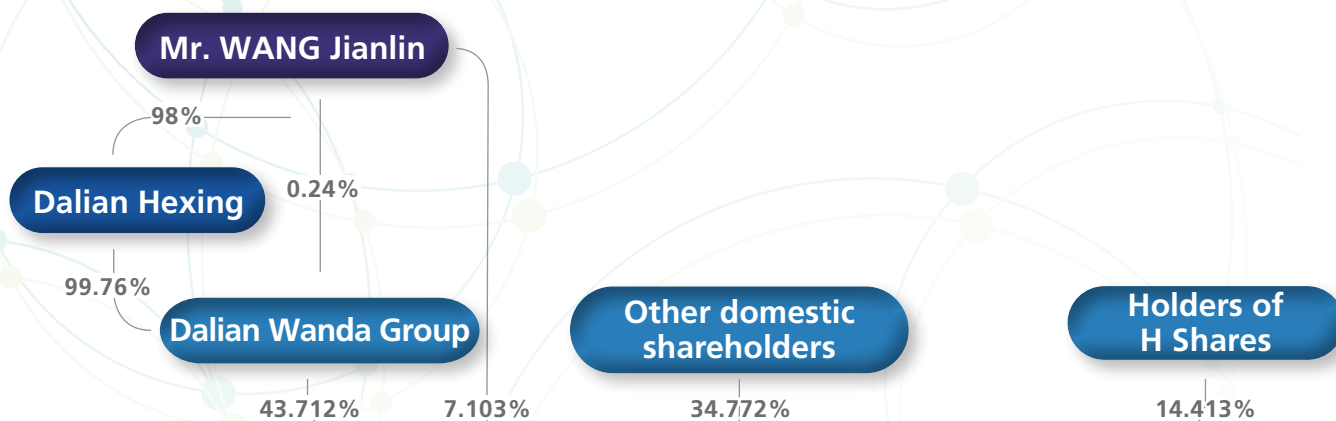 Mr. WANG Jianlin
98%
Dalian Hexing
0.24%
99.76%
Dalian Wanda Group
Other domestic
shareholders
Holders of
H Shares
43.712%
7.103%
34.772%
14.413%